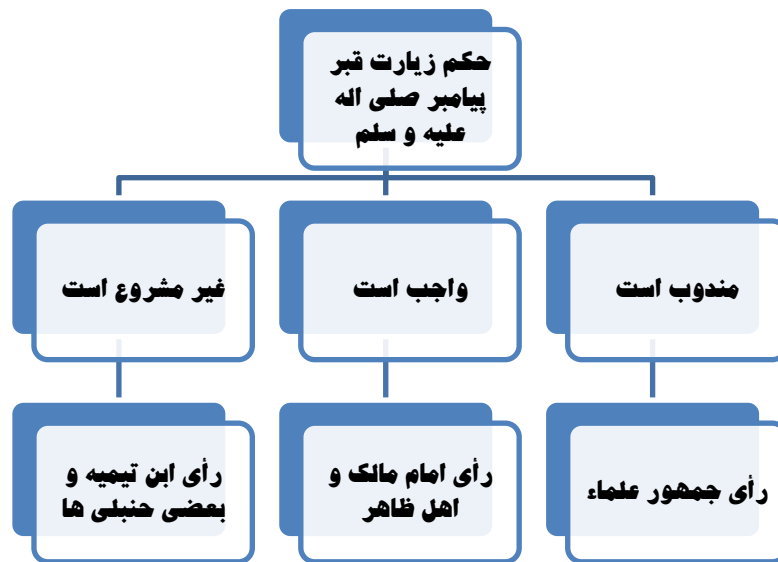 حکم زیارت قبر
پیامبر صلی اله
علیه و سلم
مندوب است
واجب است
غیر مشروع است
رأی جمهور علماء
رأی امام مالک و
اهل ظاهر
رأی ابن تیمیه و
بعضی حنبلی ها